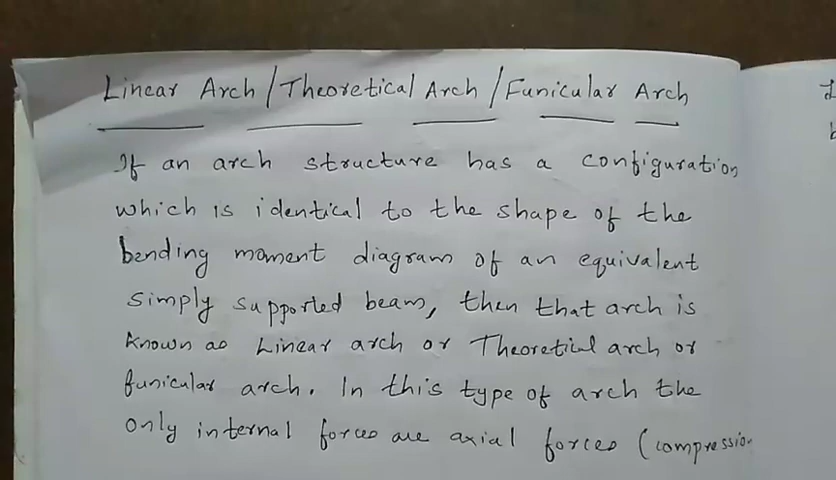 Linear Arch/Theoretical Arch/Funicular Arch
If an arch structure has a configuration
which is identical to the shape of the
bending moment diagram of an equivalent
simply supported beam, then that arch is
known as Linear arch or Theoretical arch or
funicular arch. In this type of arch the
only internal forces are axial forces (compression